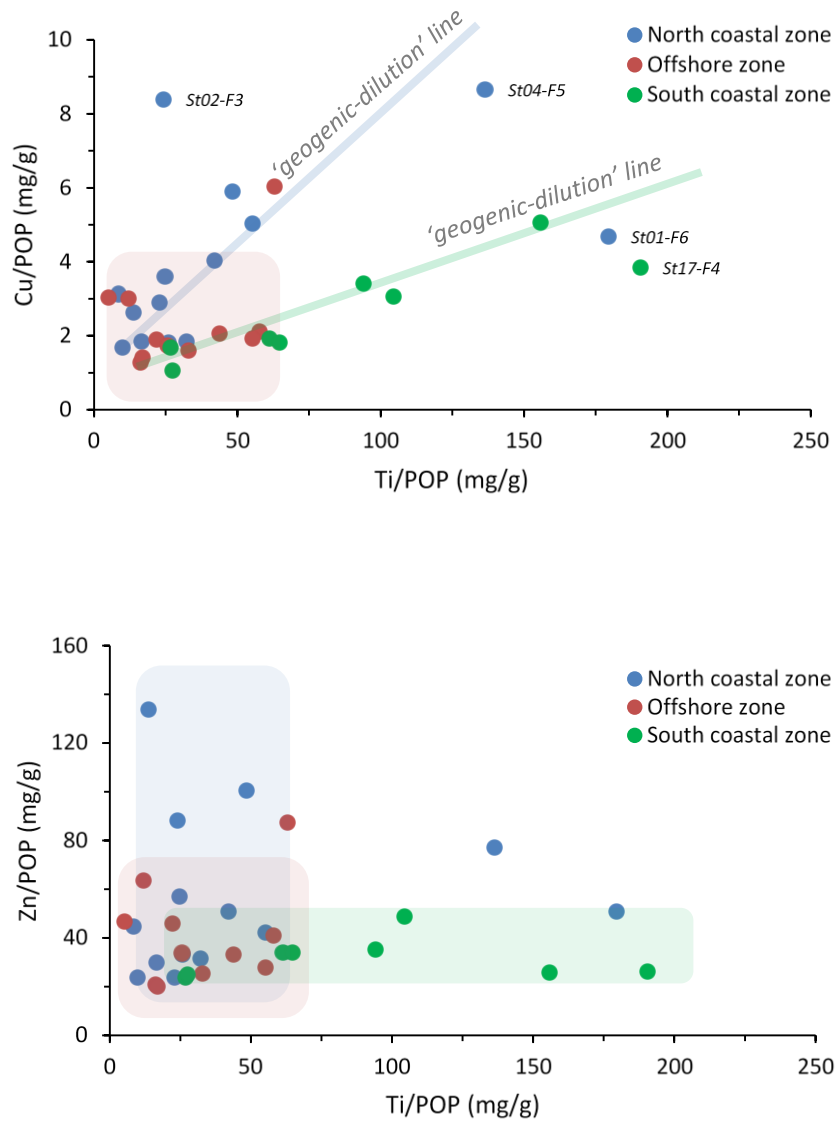 10
8
6
4
2
0
Cu/POP (mg/g)
North coastal zone
Offshore zone
South coastal zone
St02-F3
St04-F5
'geogenic-dilution' line
‘geogenic-dilution’ line
St01-F6
St17-F4
0
50
100
150
200
250
Ti/POP (mg/g)
160
120
80
40
0
Zn/POP (mg/g)
North coastal zone
Offshore zone
South coastal zone
0
50
100
150
200
250
Ti/POP (mg/g)